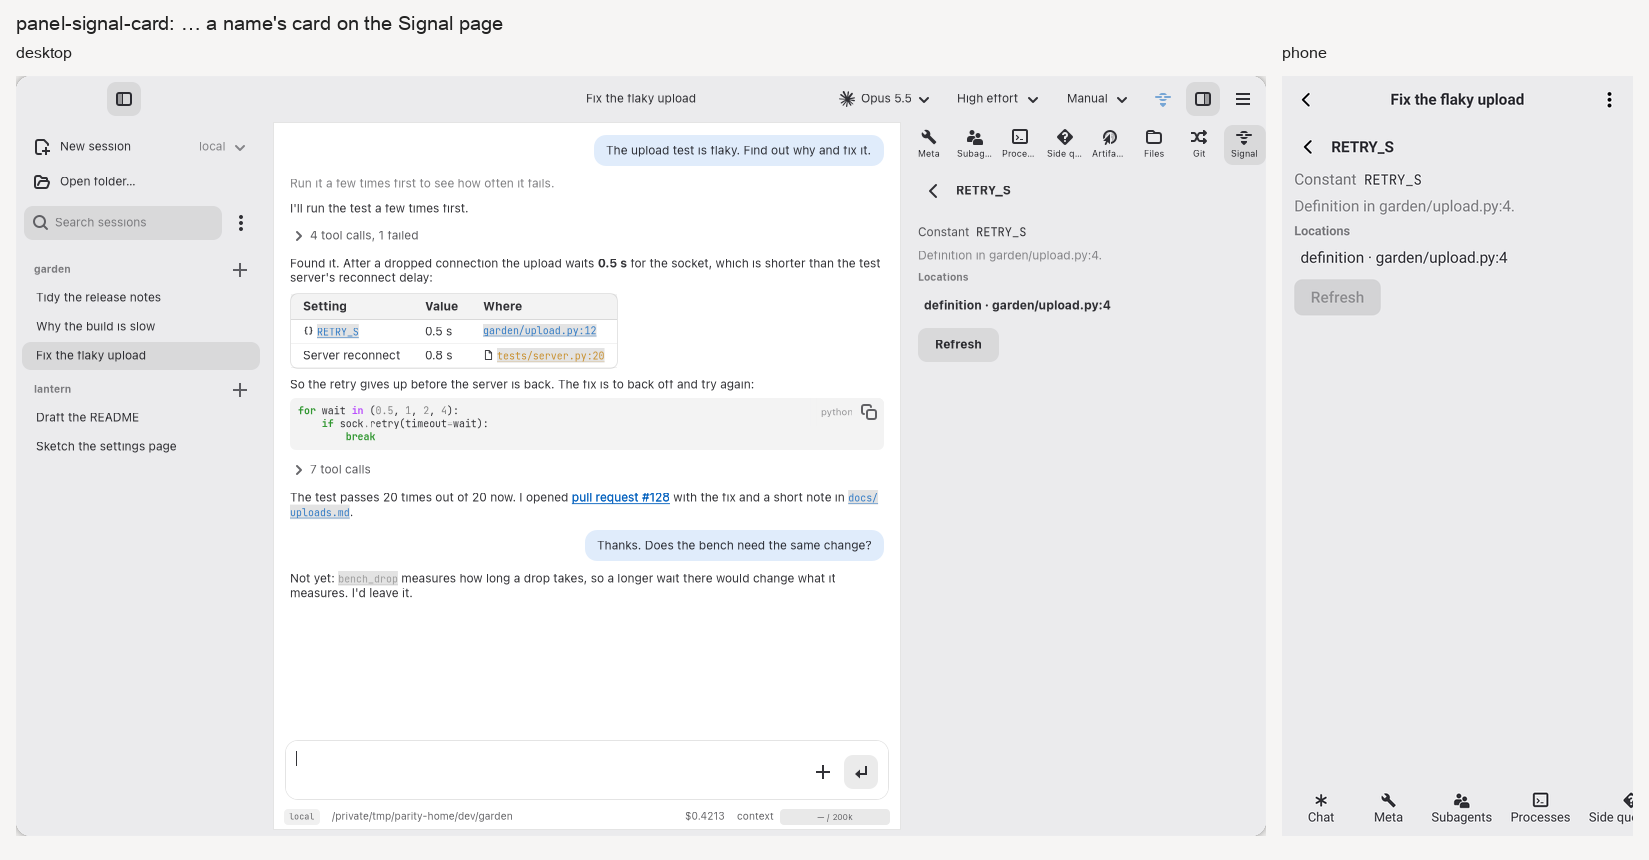 panel-signal-card: … a name's card on the Signal page
desktop
Fix the flaky upload
Opus 5.5
High effort
Manual
New session
local
Open folder...
Search sessions
garden
Tidy the release notes
Why the build is slow
Fix the flaky upload
lantern
Draft the README
Sketch the settings page
The upload test is flaky. Find out why and fix it.
Run it a few times first to see how often it fails.
I'll run the test a few times first.
4 tool calls, 1 failed
Found it. After a dropped connection the upload waits 0.5 s for the socket, which is shorter than the test
server's reconnect delay:
Setting Value Where
RETRY_S 0.5 s garden/upload.py:12
Server reconnect 0.8 s tests/server.py:20
So the retry gives up before the server is back. The fix is to back off and try again:
python
for wait in (0.5, 1, 2, 4):
if sock.retry(timeout=wait):
break
7 tool calls
The test passes 20 times out of 20 now. I opened pull request #128 with the fix and a short note in docs/
uploads.md.
Thanks. Does the bench need the same change?
Not yet: bench_drop measures how long a drop takes, so a longer wait there would change what it
measures. I'd leave it.
local /private/tmp/parity-home/dev/garden $0.4213 context — / 200k
Meta Subag... Proce... Side q... Artifa... Files Git Signal
RETRY_S
Constant RETRY_S
Definition in garden/upload.py:4.
Locations
definition · garden/upload.py:4
Refresh
phone
Fix the flaky upload
RETRY_S
Constant RETRY_S
Definition in garden/upload.py:4.
Locations
definition · garden/upload.py:4
Refresh
Chat Meta Subagents Processes Side qu